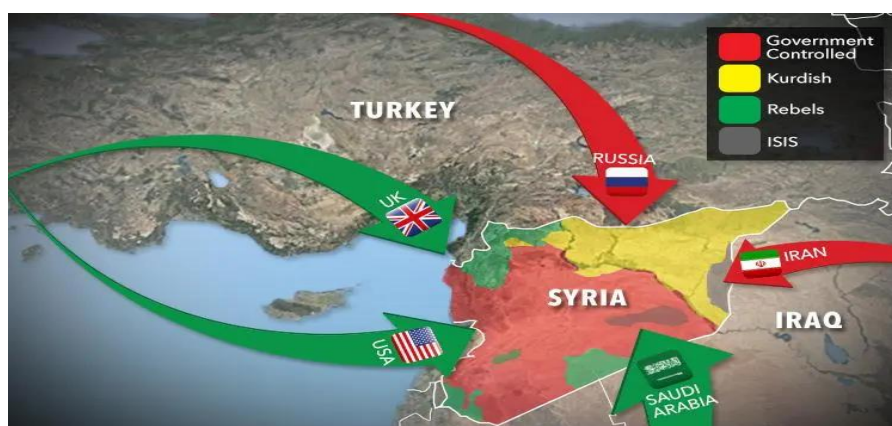 Government
Controlled
Kurdish
Rebels
ISIS
TURKEY
RUSSIA
UK
IRAN
SYRIA
IRAQ
USA
SAUDI
ARABIA